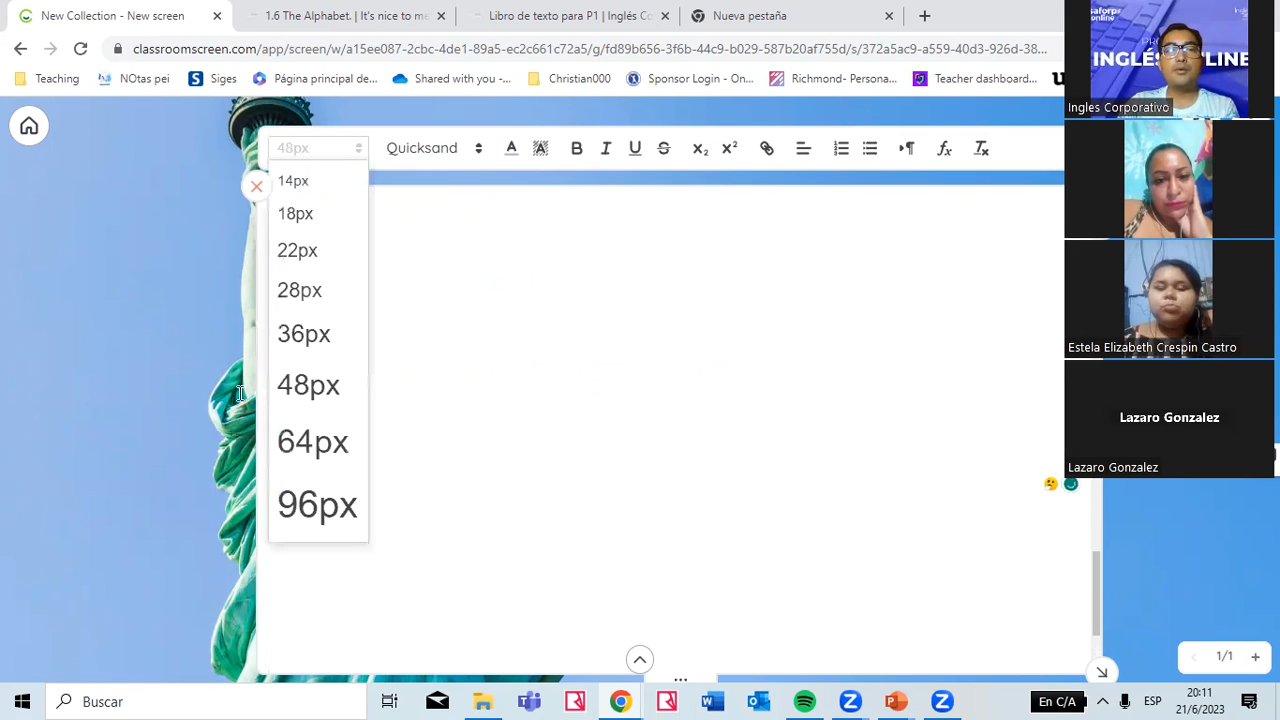 New Collection - New screen
1.6 The Alphabet. | It's nice
Libro de texto para P1 | Inglés Co
Nueva pestaña
classroomscreen.com/app/screen/w/a15ee087-2cbc-4de1-89a5-ec2c661c72a5/g/fd89b656-3f6b-44c9-b029-587b20af755d/s/372a5ac9-a559-40d3-926d-38...
Teaching
NOtas pei
Siges
Página principal de...
Shared with you -...
Christian000
Sponsor Login - On...
Richmond- Persona...
Teacher dashboard...
48px
Quicksand
14px
18px
22px
28px
36px
48px
64px
96px
online
INGLÉS
LINE
Ingles Corporativo
Estela Elizabeth Crespin Castro
Lazaro Gonzalez
Lazaro Gonzalez
1/1
Buscar
En C/A
ESP
20:11
21/6/2023